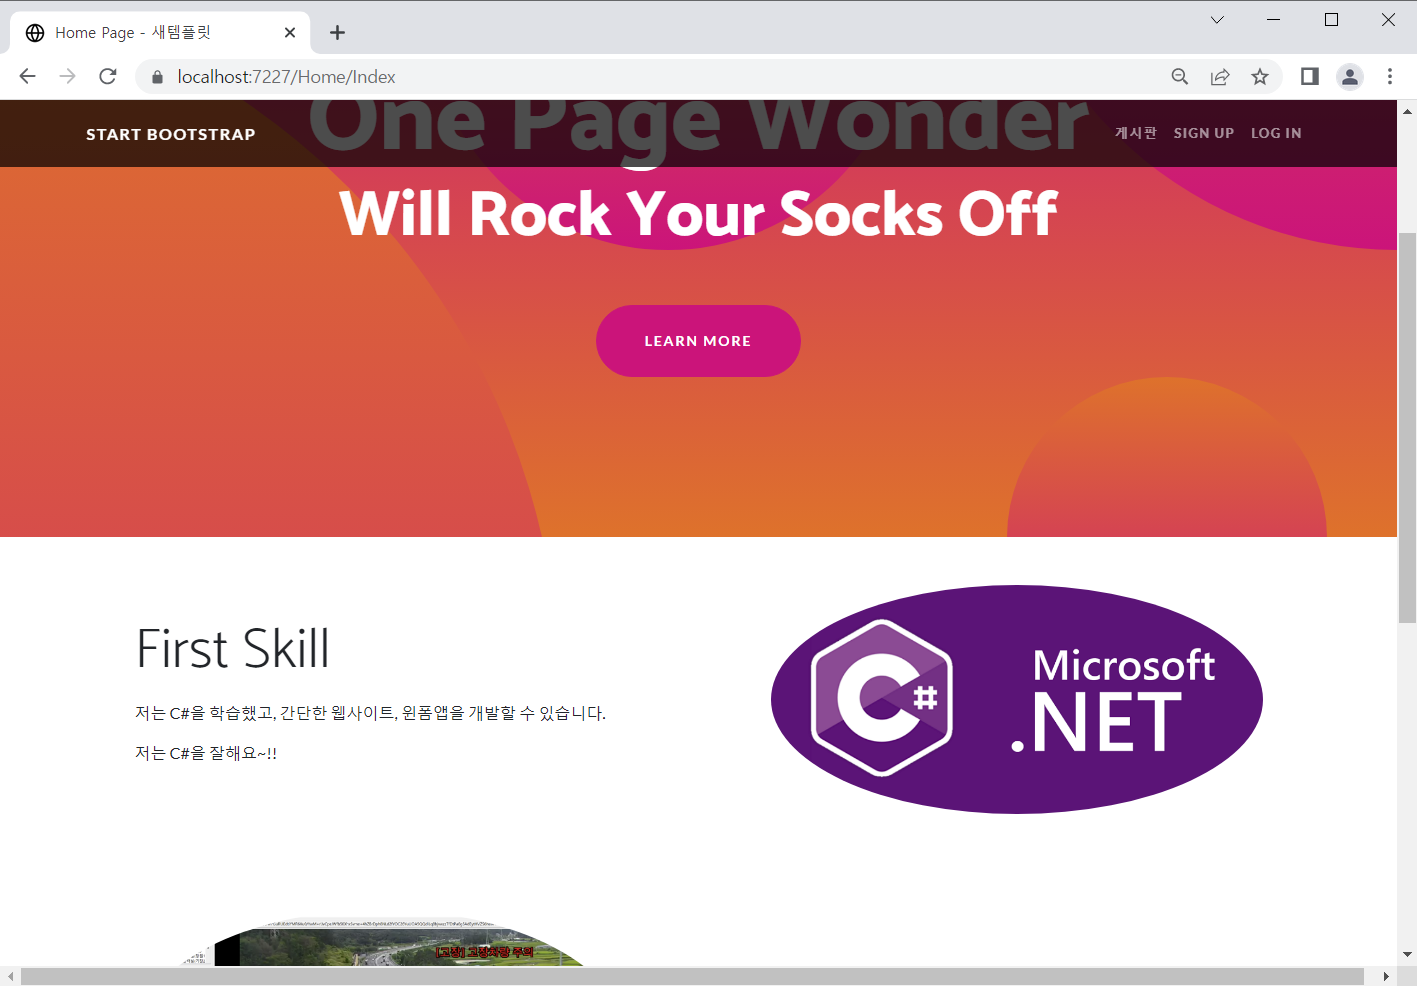 Home Page - 새템플릿
localhost:7227/Home/Index
START BOOTSTRAP
게시판 SIGN UP LOG IN
One Page Wonder
Will Rock Your Socks Off
LEARN MORE
First Skill
저는 C#을 학습했고, 간단한 웹사이트, 윈폼앱을 개발할 수 있습니다.
저는 C#을 잘해요~!!
C#
Microsoft
.NET
[고장] 고장차량 주의